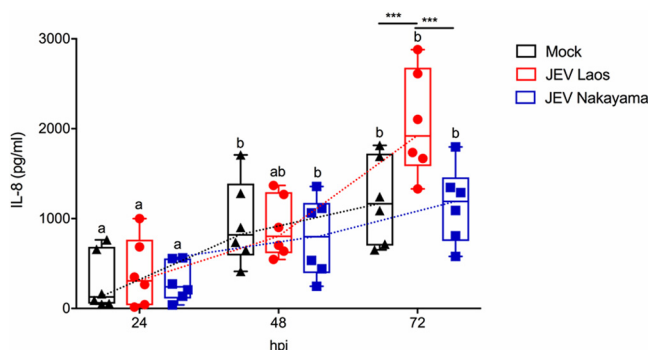 *** ***
b
3000
Mock
JEV Laos
JEV Nakayama
IL-8 (pg/ml)
2000
b ab b b b
1000
a a a
0
24 48 72
hpi